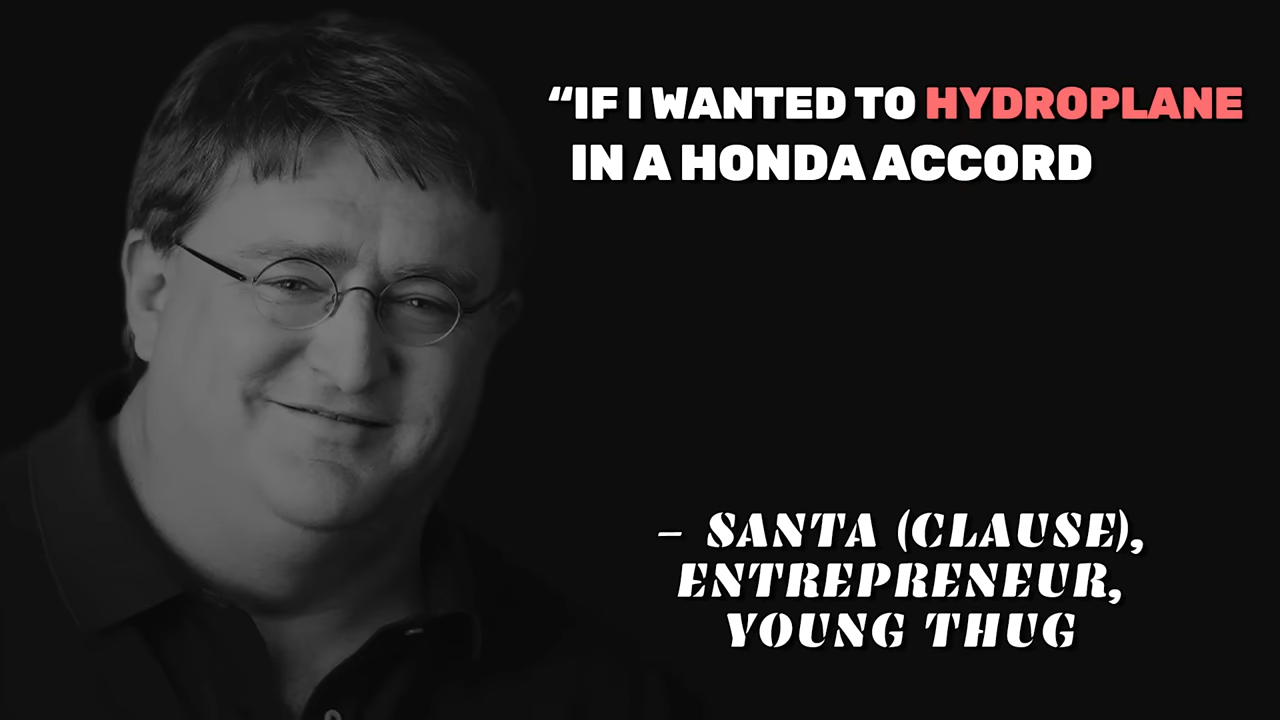 “IF I WANTED TO HYDROPLANE
IN A HONDA ACCORD
– SANTA (CLAUSE),
ENTREPRENEUR,
YOUNG THUG